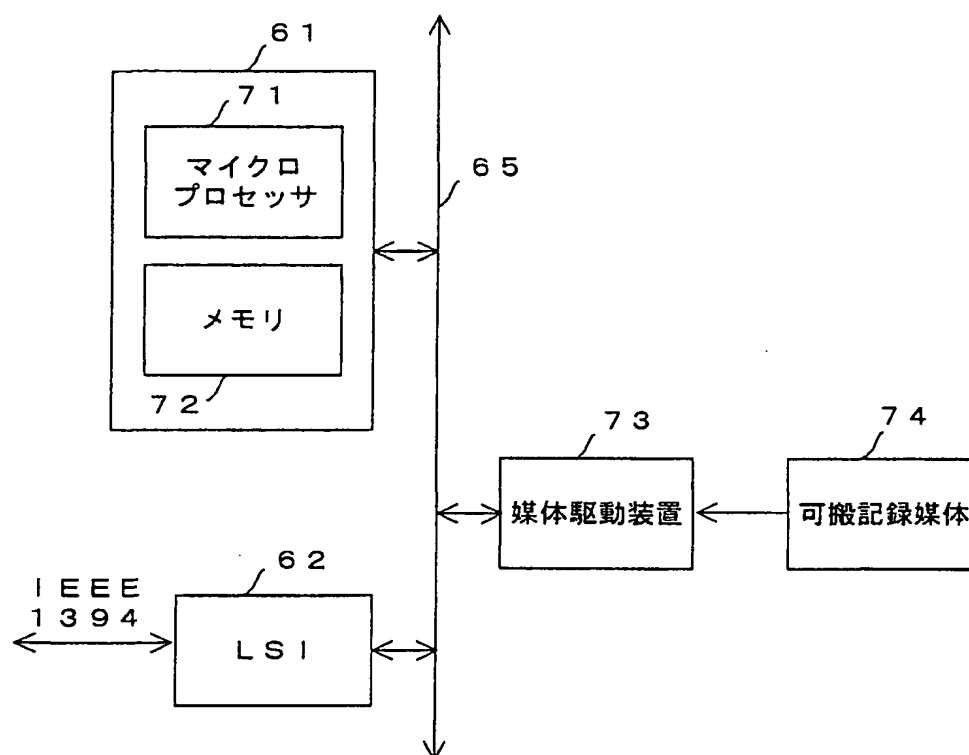 ６１
７１
マイクロ
プロセッサ
６５
メモリ
７２
７３
７４
媒体駆動装置
可搬記録媒体
６２
ＩＥＥＥ
１３９４
ＬＳＩ